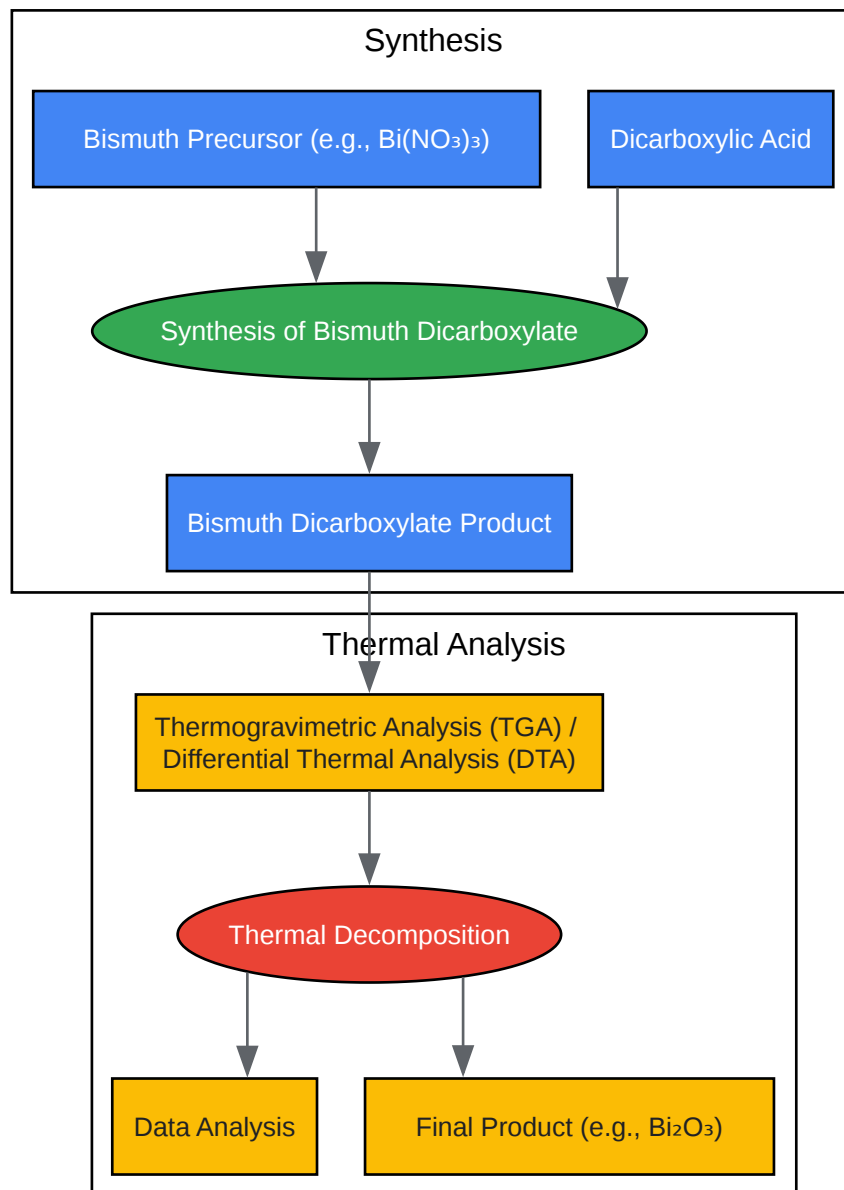 Synthesis
Bismuth Precursor (e.g., Bi(NO₃)₃)
Dicarboxylic Acid
Synthesis of Bismuth Dicarboxylate
Bismuth Dicarboxylate Product
Thermal Analysis
Thermogravimetric Analysis (TGA) /
Differential Thermal Analysis (DTA)
Thermal Decomposition
Data Analysis
Final Product (e.g., Bi₂O₃)